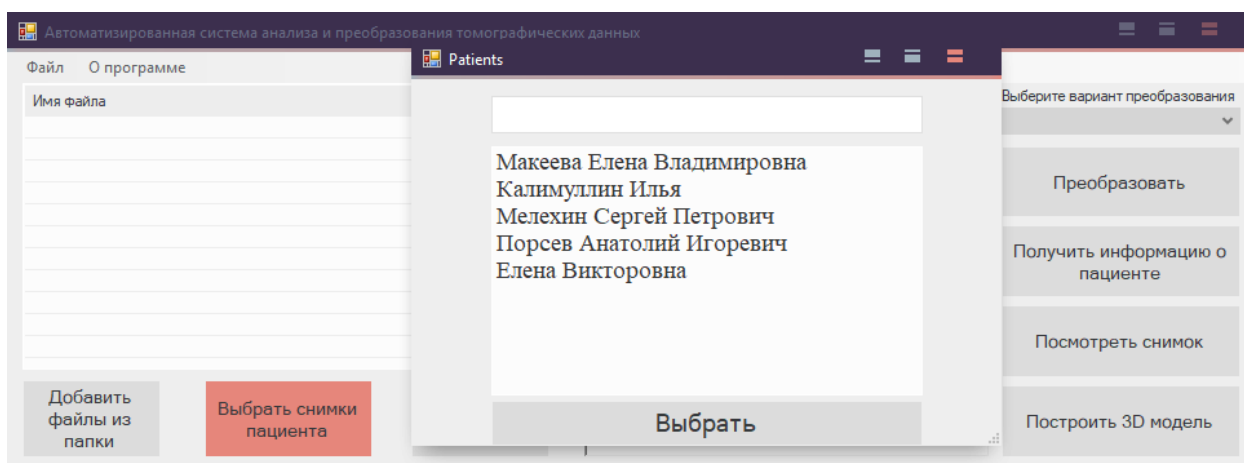 Автоматизированная система анализа и преобразования томографических данных
Patients
Файл О программе
Имя файла
Выберите вариант преобразования
Макеева Елена Владимировна
Калимуллин Илья
Мелехин Сергей Петрович
Порсев Анатолий Игоревич
Елена Викторовна
Выбрать
Преобразовать
Получить информацию о
пациенте
Посмотреть снимок
Построить 3D модель
Добавить
файлы из
папки
Выбрать снимки
пациента